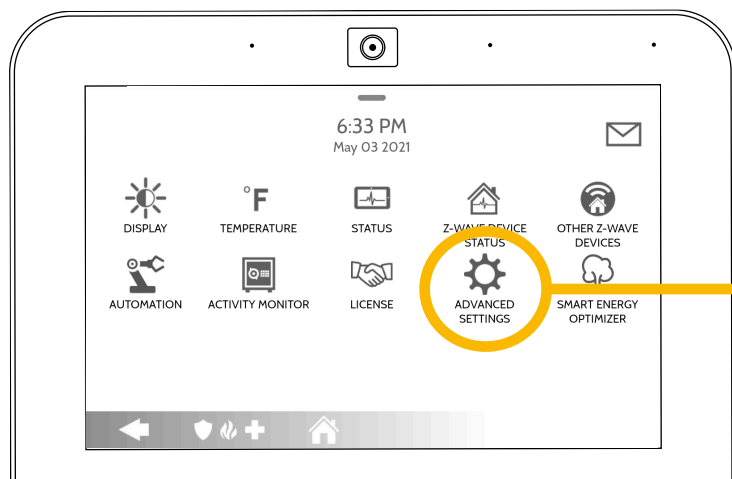 6:33 PM
May 03 2021
°F
DISPLAY
TEMPERATURE
STATUS
Z-WAVE DEVICE
STATUS
OTHER Z-WAVE
DEVICES
AUTOMATION
ACTIVITY MONITOR
LICENSE
ADVANCED
SETTINGS
SMART ENERGY
OPTIMIZER